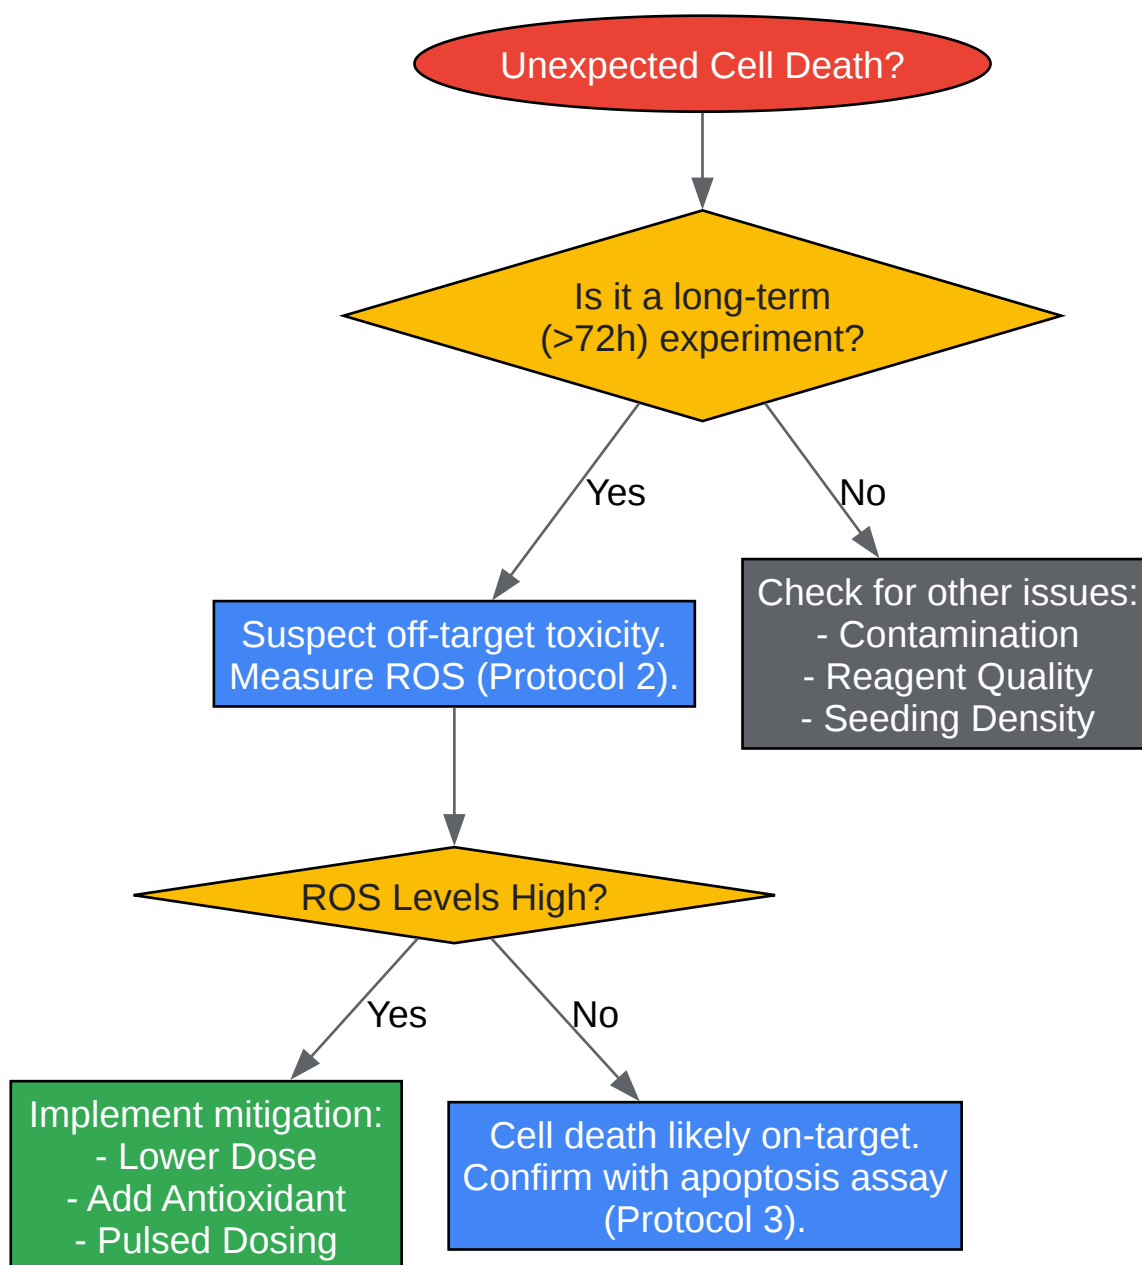 Unexpected Cell Death?
Is it a long-term
(>72h) experiment?
Yes
No
Suspect off-target toxicity.
Measure ROS (Protocol 2).
Check for other issues:
- Contamination
- Reagent Quality
- Seeding Density
ROS Levels High?
Yes
No
Implement mitigation:
- Lower Dose
- Add Antioxidant
- Pulsed Dosing
Cell death likely on-target.
Confirm with apoptosis assay
(Protocol 3).